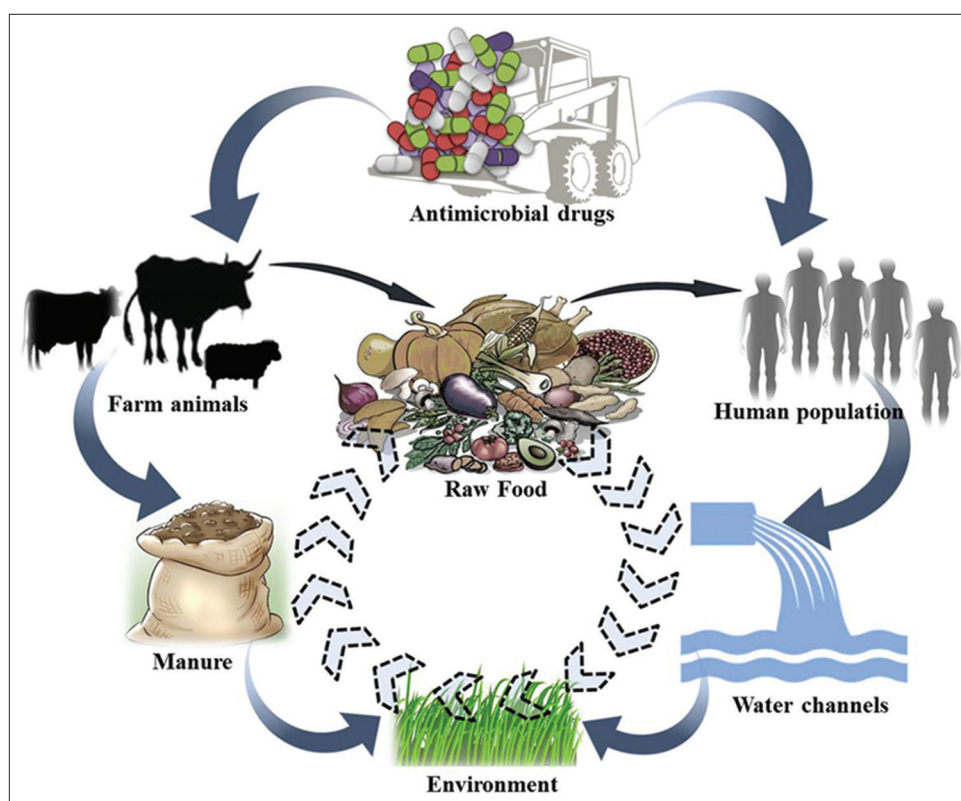 Antimicrobial drugs
Farm animals
Human population
Raw Food
Manure
Water channels
Environment